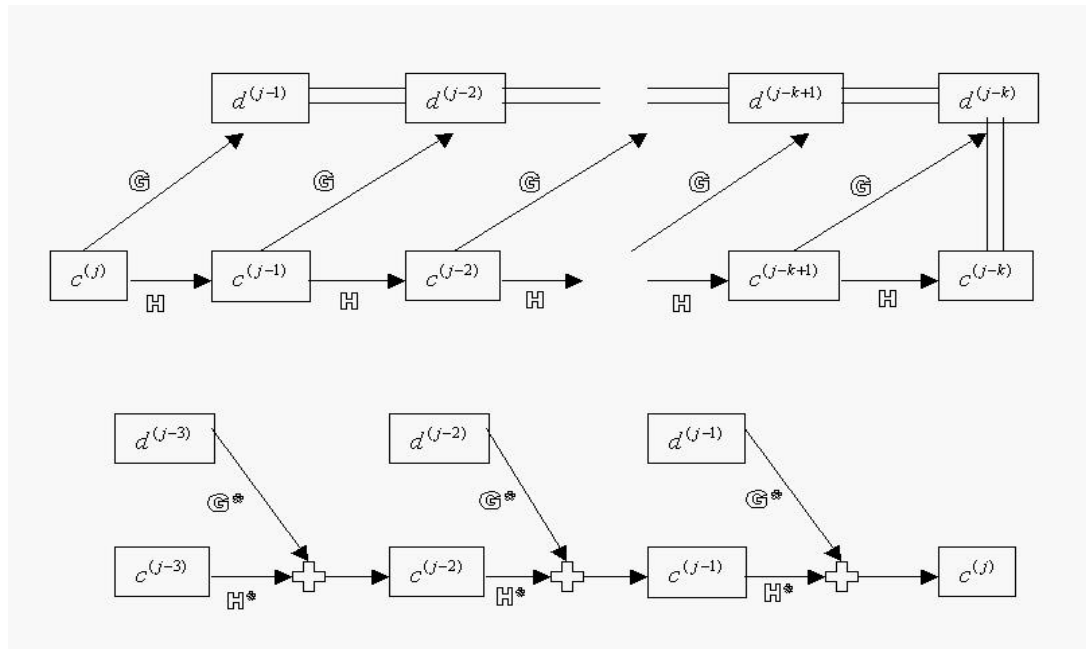 d^(j−1) d^(j−2) d^(j−k+1) d^(j−k)
G G G G G
c^(j) c^(j−1) c^(j−2) c^(j−k+1) c^(j−k)
H H H H H
d^(j−3) d^(j−2) d^(j−1)
G* G* G*
c^(j−3) c^(j−2) c^(j−1) c^(j)
H* H* H*